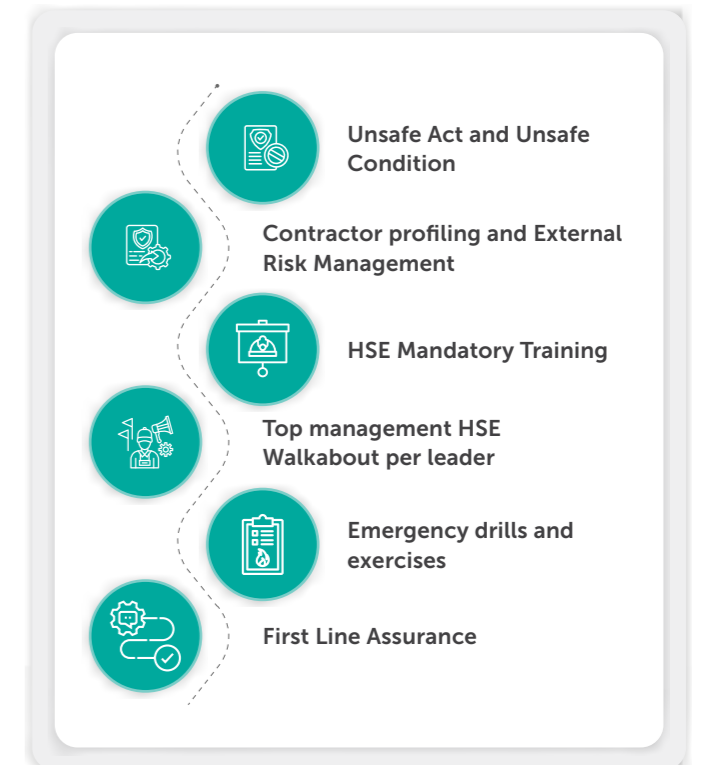 Unsafe Act and Unsafe
Condition
Contractor profiling and External
Risk Management
HSE Mandatory Training
Top management HSE
Walkabout per leader
Emergency drills and
exercises
First Line Assurance